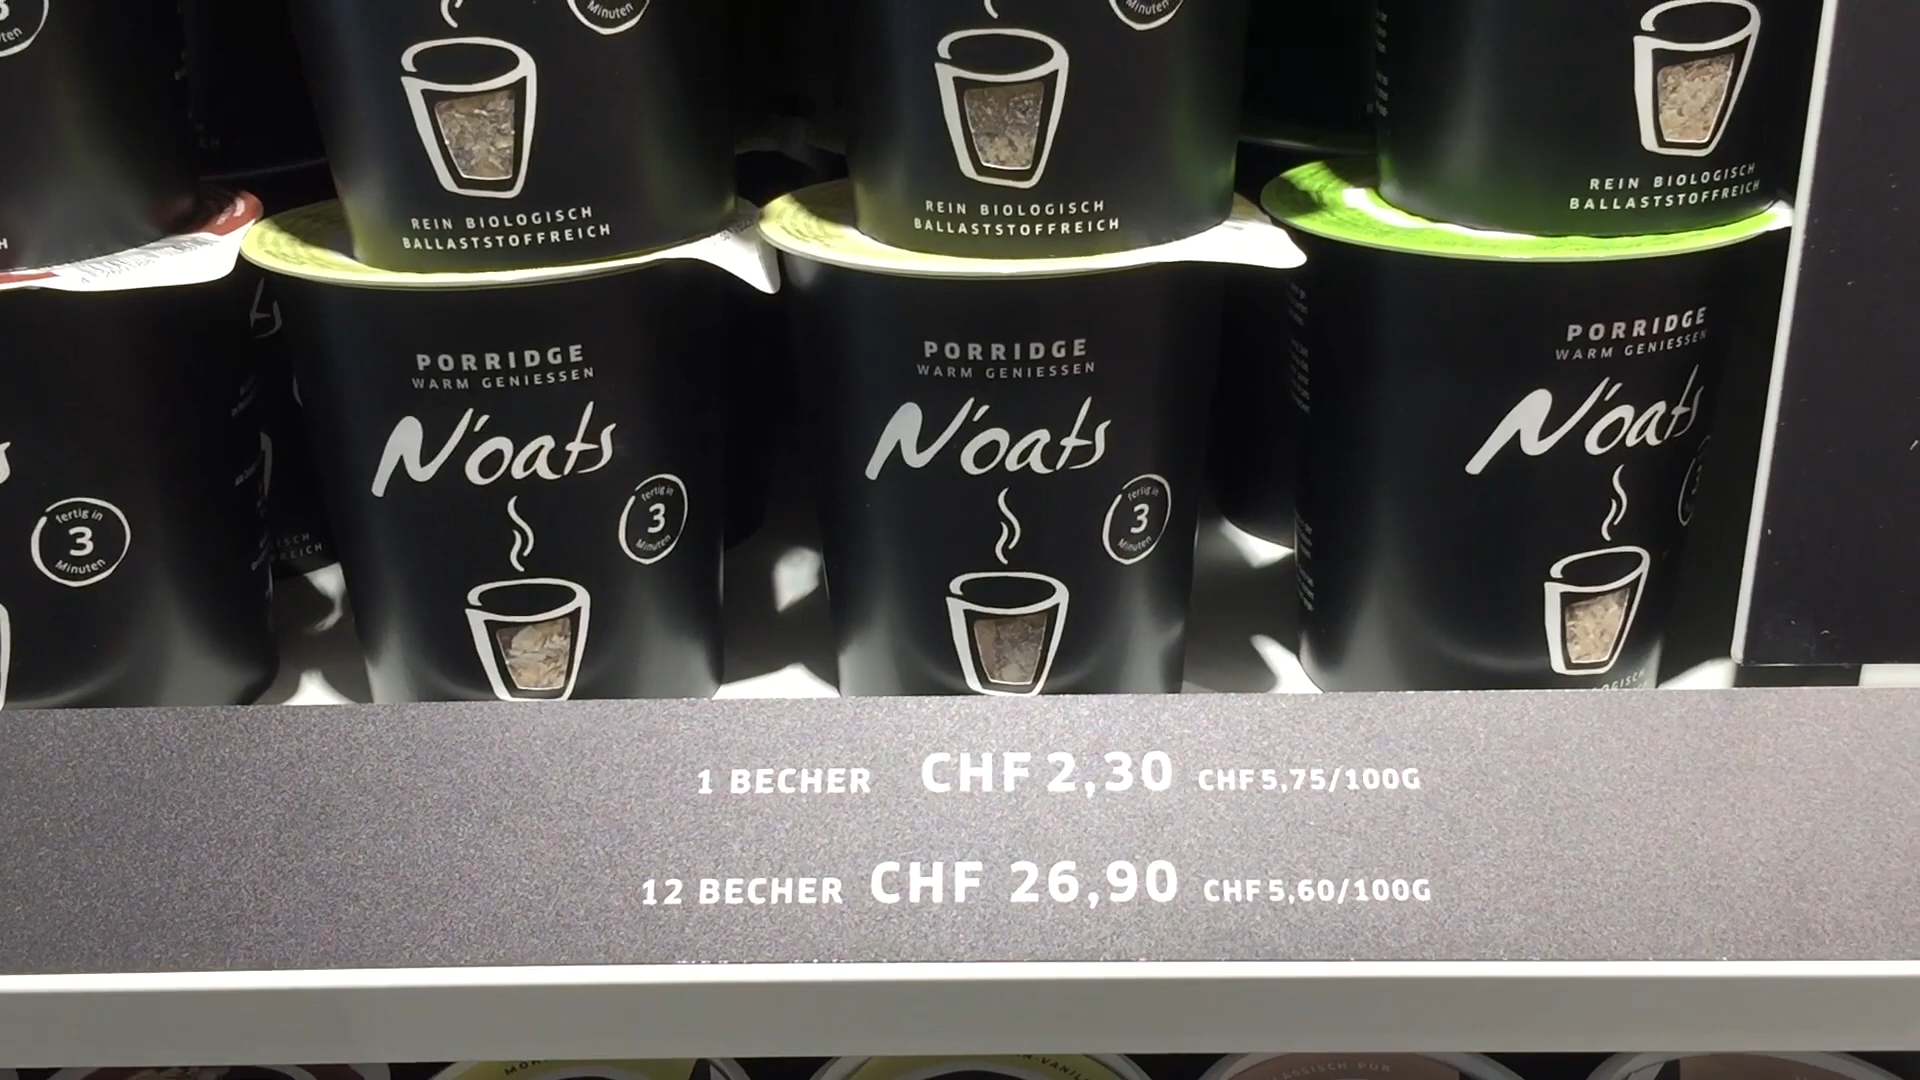 Minuten
Minuten
REIN BIOLOGISCH
BALLASTSTOFFREICH
REIN BIOLOGISCH
BALLASTSTOFFREICH
REIN BIOLOGISCH
BALLASTSTOFFREICH
PORRIDGE
WARM GENIESSEN
N'oats
fertig in
3
Minuten
PORRIDGE
WARM GENIESSEN
N'oats
fertig in
3
Minuten
PORRIDGE
WARM GENIESSEN
N'oats
fertig in
3
Minuten
1 BECHER CHF 2,30 CHF 5,75/100G
12 BECHER CHF 26,90 CHF 5,60/100G